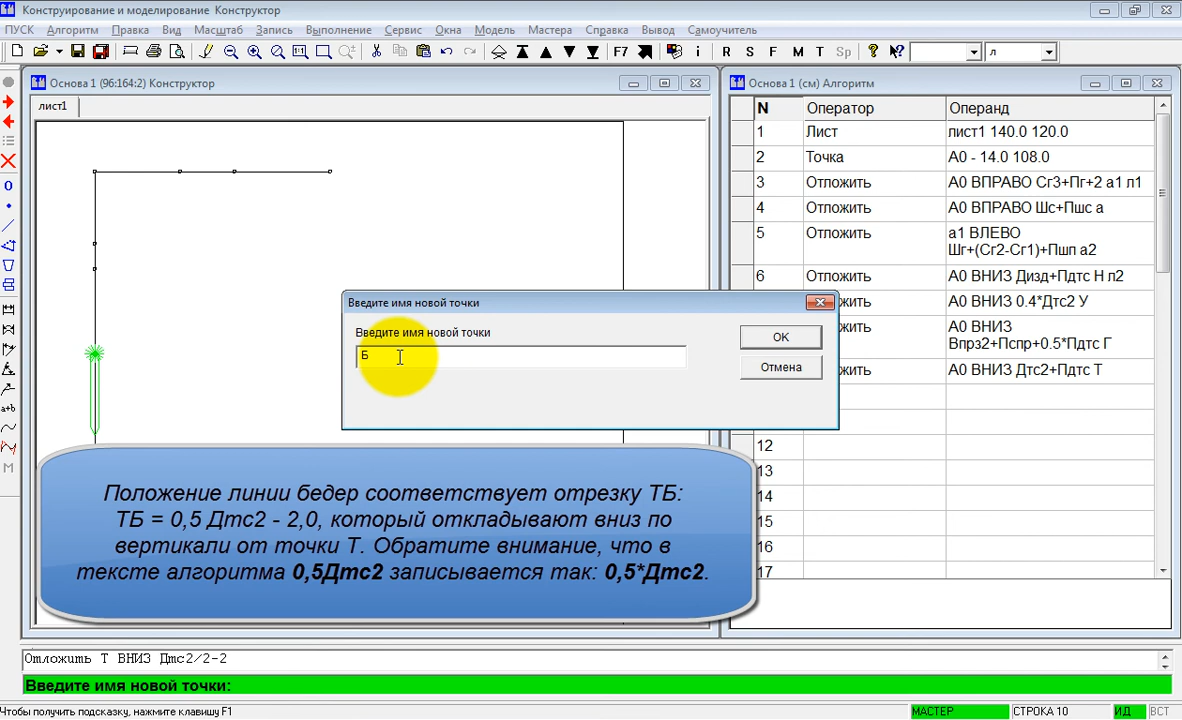 Конструирование и моделирование Конструктор
ПУСК Алгоритм Правка Вид Масштаб Запись Выполнение Сервис Окна Модель Мастера Справка Вывод Самоучитель
1:1 F7 i R S F M T Sp л
Основа 1 (96:164:2) Конструктор
лист1
Основа 1 (см) Алгоритм
N Оператор Операнд
1 Лист лист1 140.0 120.0
2 Точка А0 - 14.0 108.0
3 Отложить А0 ВПРАВО Сг3+Пг+2 а1 л1
4 Отложить А0 ВПРАВО Шс+Пшс а
5 Отложить а1 ВЛЕВО
Шг+(Сг2-Сг1)+Пшп а2
6 Отложить А0 ВНИЗ Дизд+Пдтс Н л2
жить А0 ВНИЗ 0.4*Дтс2 У
жить А0 ВНИЗ
Впрз2+Пспр+0.5*Пдтс Г
жить А0 ВНИЗ Дтс2+Пдтс Т
12
13
14
15
16
17
Введите имя новой точки
Введите имя новой точки
Б
OK
Отмена
a+b
M
Положение линии бедер соответствует отрезку ТБ:
ТБ = 0,5 Дтс2 - 2,0, который откладывают вниз по
вертикали от точки Т. Обратите внимание, что в
тексте алгоритма 0,5Дтс2 записывается так: 0,5*Дтс2.
Отложить Т ВНИЗ Дтс2/2-2
Введите имя новой точки:
Чтобы получить подсказку, нажмите клавишу F1
МАСТЕР СТРОКА 10 ИД ВСТ